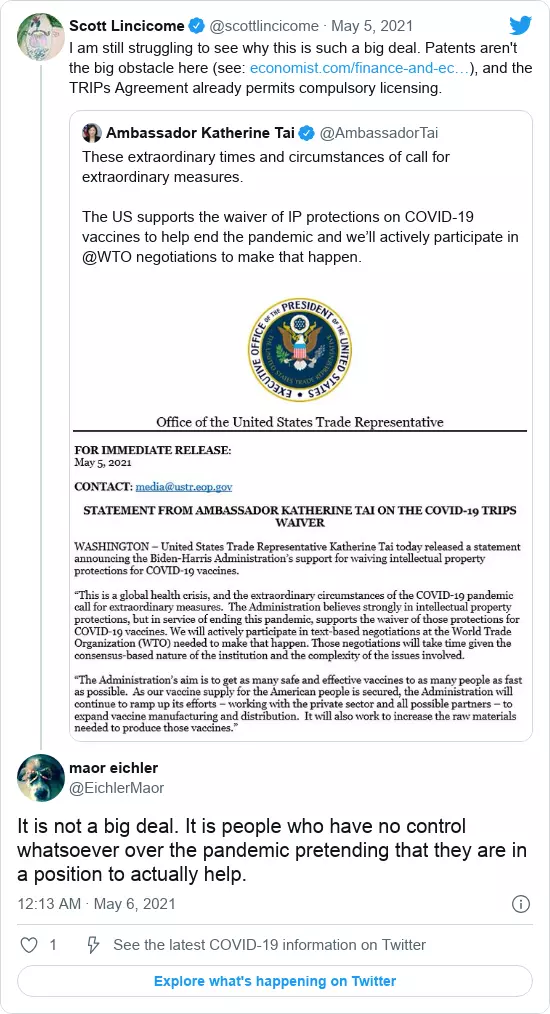 Scott Lincicome @scottlincicome · May 5, 2021
I am still struggling to see why this is such a big deal. Patents aren't
the big obstacle here (see: economist.com/finance-and-ec…), and the
TRIPs Agreement already permits compulsory licensing.
Ambassador Katherine Tai @AmbassadorTai
These extraordinary times and circumstances of call for
extraordinary measures.
The US supports the waiver of IP protections on COVID-19
vaccines to help end the pandemic and we’ll actively participate in
@WTO negotiations to make that happen.
EXECUTIVE OFFICE OF THE PRESIDENT OF THE UNITED STATES
Office of the United States Trade Representative
FOR IMMEDIATE RELEASE:
May 5, 2021
CONTACT: media@ustr.eop.gov
STATEMENT FROM AMBASSADOR KATHERINE TAI ON THE COVID-19 TRIPS
WAIVER
WASHINGTON – United States Trade Representative Katherine Tai today released a statement
announcing the Biden-Harris Administration’s support for waiving intellectual property
protections for COVID-19 vaccines.
“This is a global health crisis, and the extraordinary circumstances of the COVID-19 pandemic
call for extraordinary measures. The Administration believes strongly in intellectual property
protections, but in service of ending this pandemic, supports the waiver of those protections for
COVID-19 vaccines. We will actively participate in text-based negotiations at the World Trade
Organization (WTO) needed to make that happen. Those negotiations will take time given the
consensus-based nature of the institution and the complexity of the issues involved.
“The Administration’s aim is to get as many safe and effective vaccines to as many people as fast
as possible. As our vaccine supply for the American people is secured, the Administration will
continue to ramp up its efforts – working with the private sector and all possible partners – to
expand vaccine manufacturing and distribution. It will also work to increase the raw materials
needed to produce those vaccines.”
maor eichler
@EichlerMaor
It is not a big deal. It is people who have no control
whatsoever over the pandemic pretending that they are in
a position to actually help.
12:13 AM · May 6, 2021
1 See the latest COVID-19 information on Twitter
Explore what's happening on Twitter